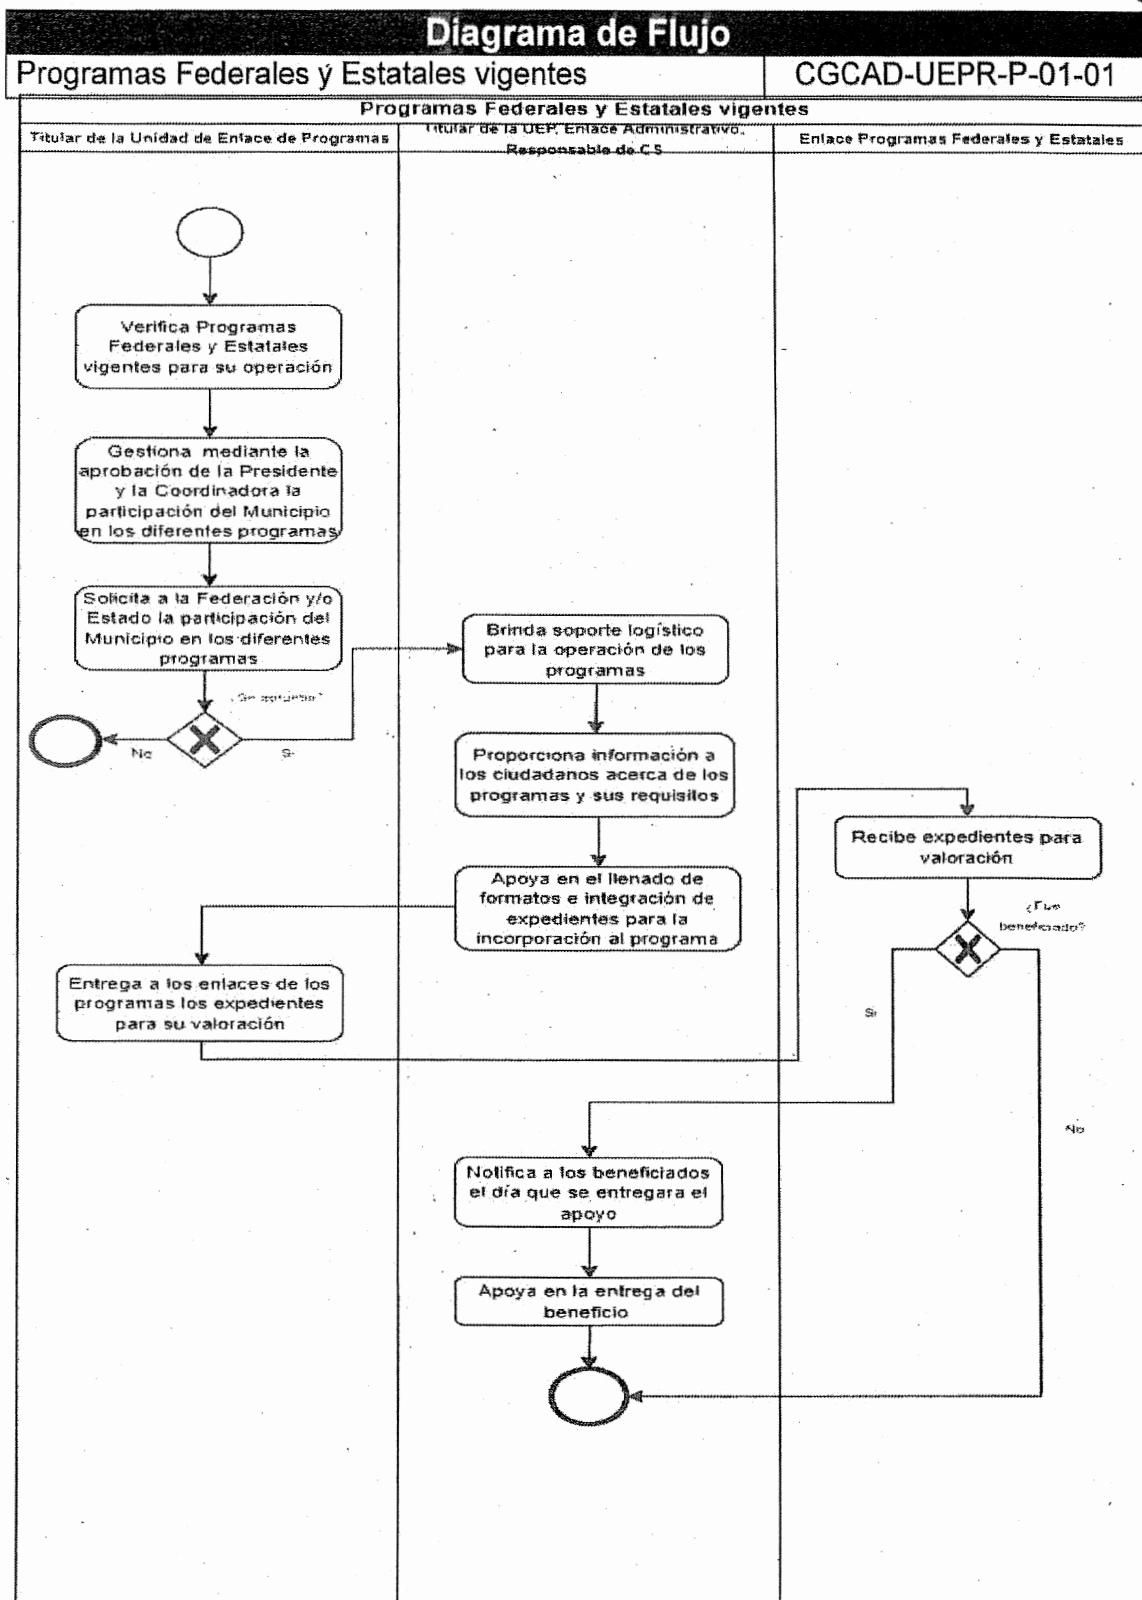 Diagrama de Flujo
Programas Federales y Estatales vigentes
CGCAD-UEPR-P-01-01
Programas Federales y Estatales vigentes
Titular de la Unidad de Enlace de Programas
Titular de la UEP, Enlace Administrativo,
Responsable de CS
Enlace Programas Federales y Estatales
Verifica Programas
Federales y Estatales
vigentes para su operación
Gestiona mediante la
aprobación de la Presidente
y la Coordinadora la
participación del Municipio
en los diferentes programas
Solicita a la Federación y/o
Estado la participación del
Municipio en los diferentes
programas
No
Si
Brinda soporte logístico
para la operación de los
programas
Proporciona información a
los ciudadanos acerca de los
programas y sus requisitos
Apoya en el llenado de
formatos e integración de
expedientes para la
incorporación al programa
Entrega a los enlaces de los
programas los expedientes
para su valoración
Recibe expedientes para
valoración
¿Fue
beneficiado?
Si
No
Notifica a los beneficiados
el día que se entregara el
apoyo
Apoya en la entrega del
beneficio